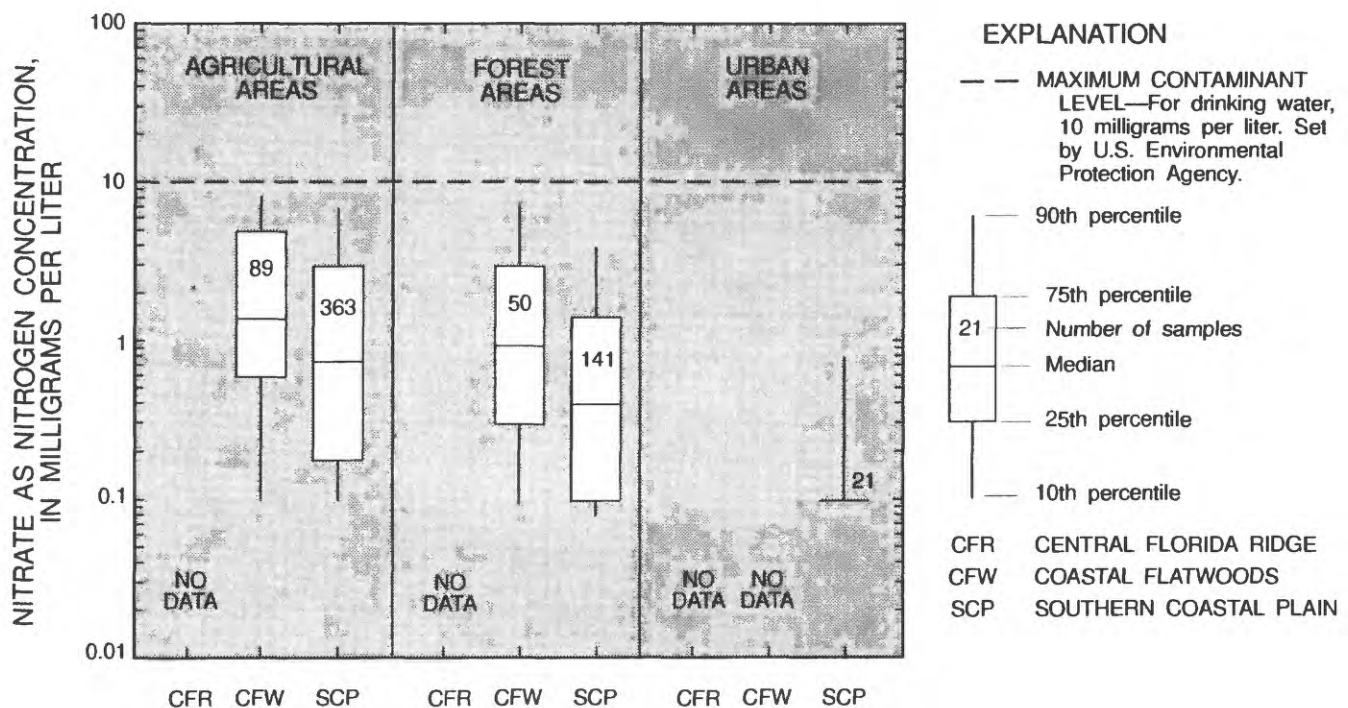 NITRATE AS NITROGEN CONCENTRATION,
IN MILLIGRAMS PER LITER
100
10
1
0.1
0.01
AGRICULTURAL
AREAS
FOREST
AREAS
URBAN
AREAS
89
363
50
141
21
NO
DATA
NO
DATA
NO
DATA
NO
DATA
CFR CFW SCP
CFR CFW SCP
CFR CFW SCP
EXPLANATION
MAXIMUM CONTAMINANT
LEVEL—For drinking water,
10 milligrams per liter. Set
by U.S. Environmental
Protection Agency.
90th percentile
75th percentile
21
Number of samples
Median
25th percentile
10th percentile
CFR CENTRAL FLORIDA RIDGE
CFW COASTAL FLATWOODS
SCP SOUTHERN COASTAL PLAIN